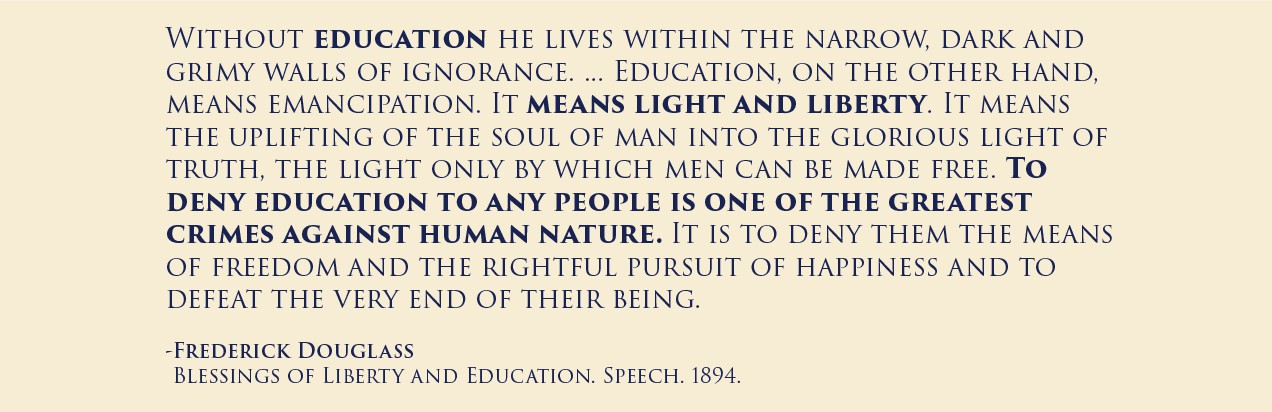 Without education he lives within the narrow, dark and
grimy walls of ignorance. ... Education, on the other hand,
means emancipation. It means light and liberty. It means
the uplifting of the soul of man into the glorious light of
truth, the light only by which men can be made free. To
deny education to any people is one of the greatest
crimes against human nature. It is to deny them the means
of freedom and the rightful pursuit of happiness and to
defeat the very end of their being.
-Frederick Douglass
Blessings of Liberty and Education. Speech. 1894.